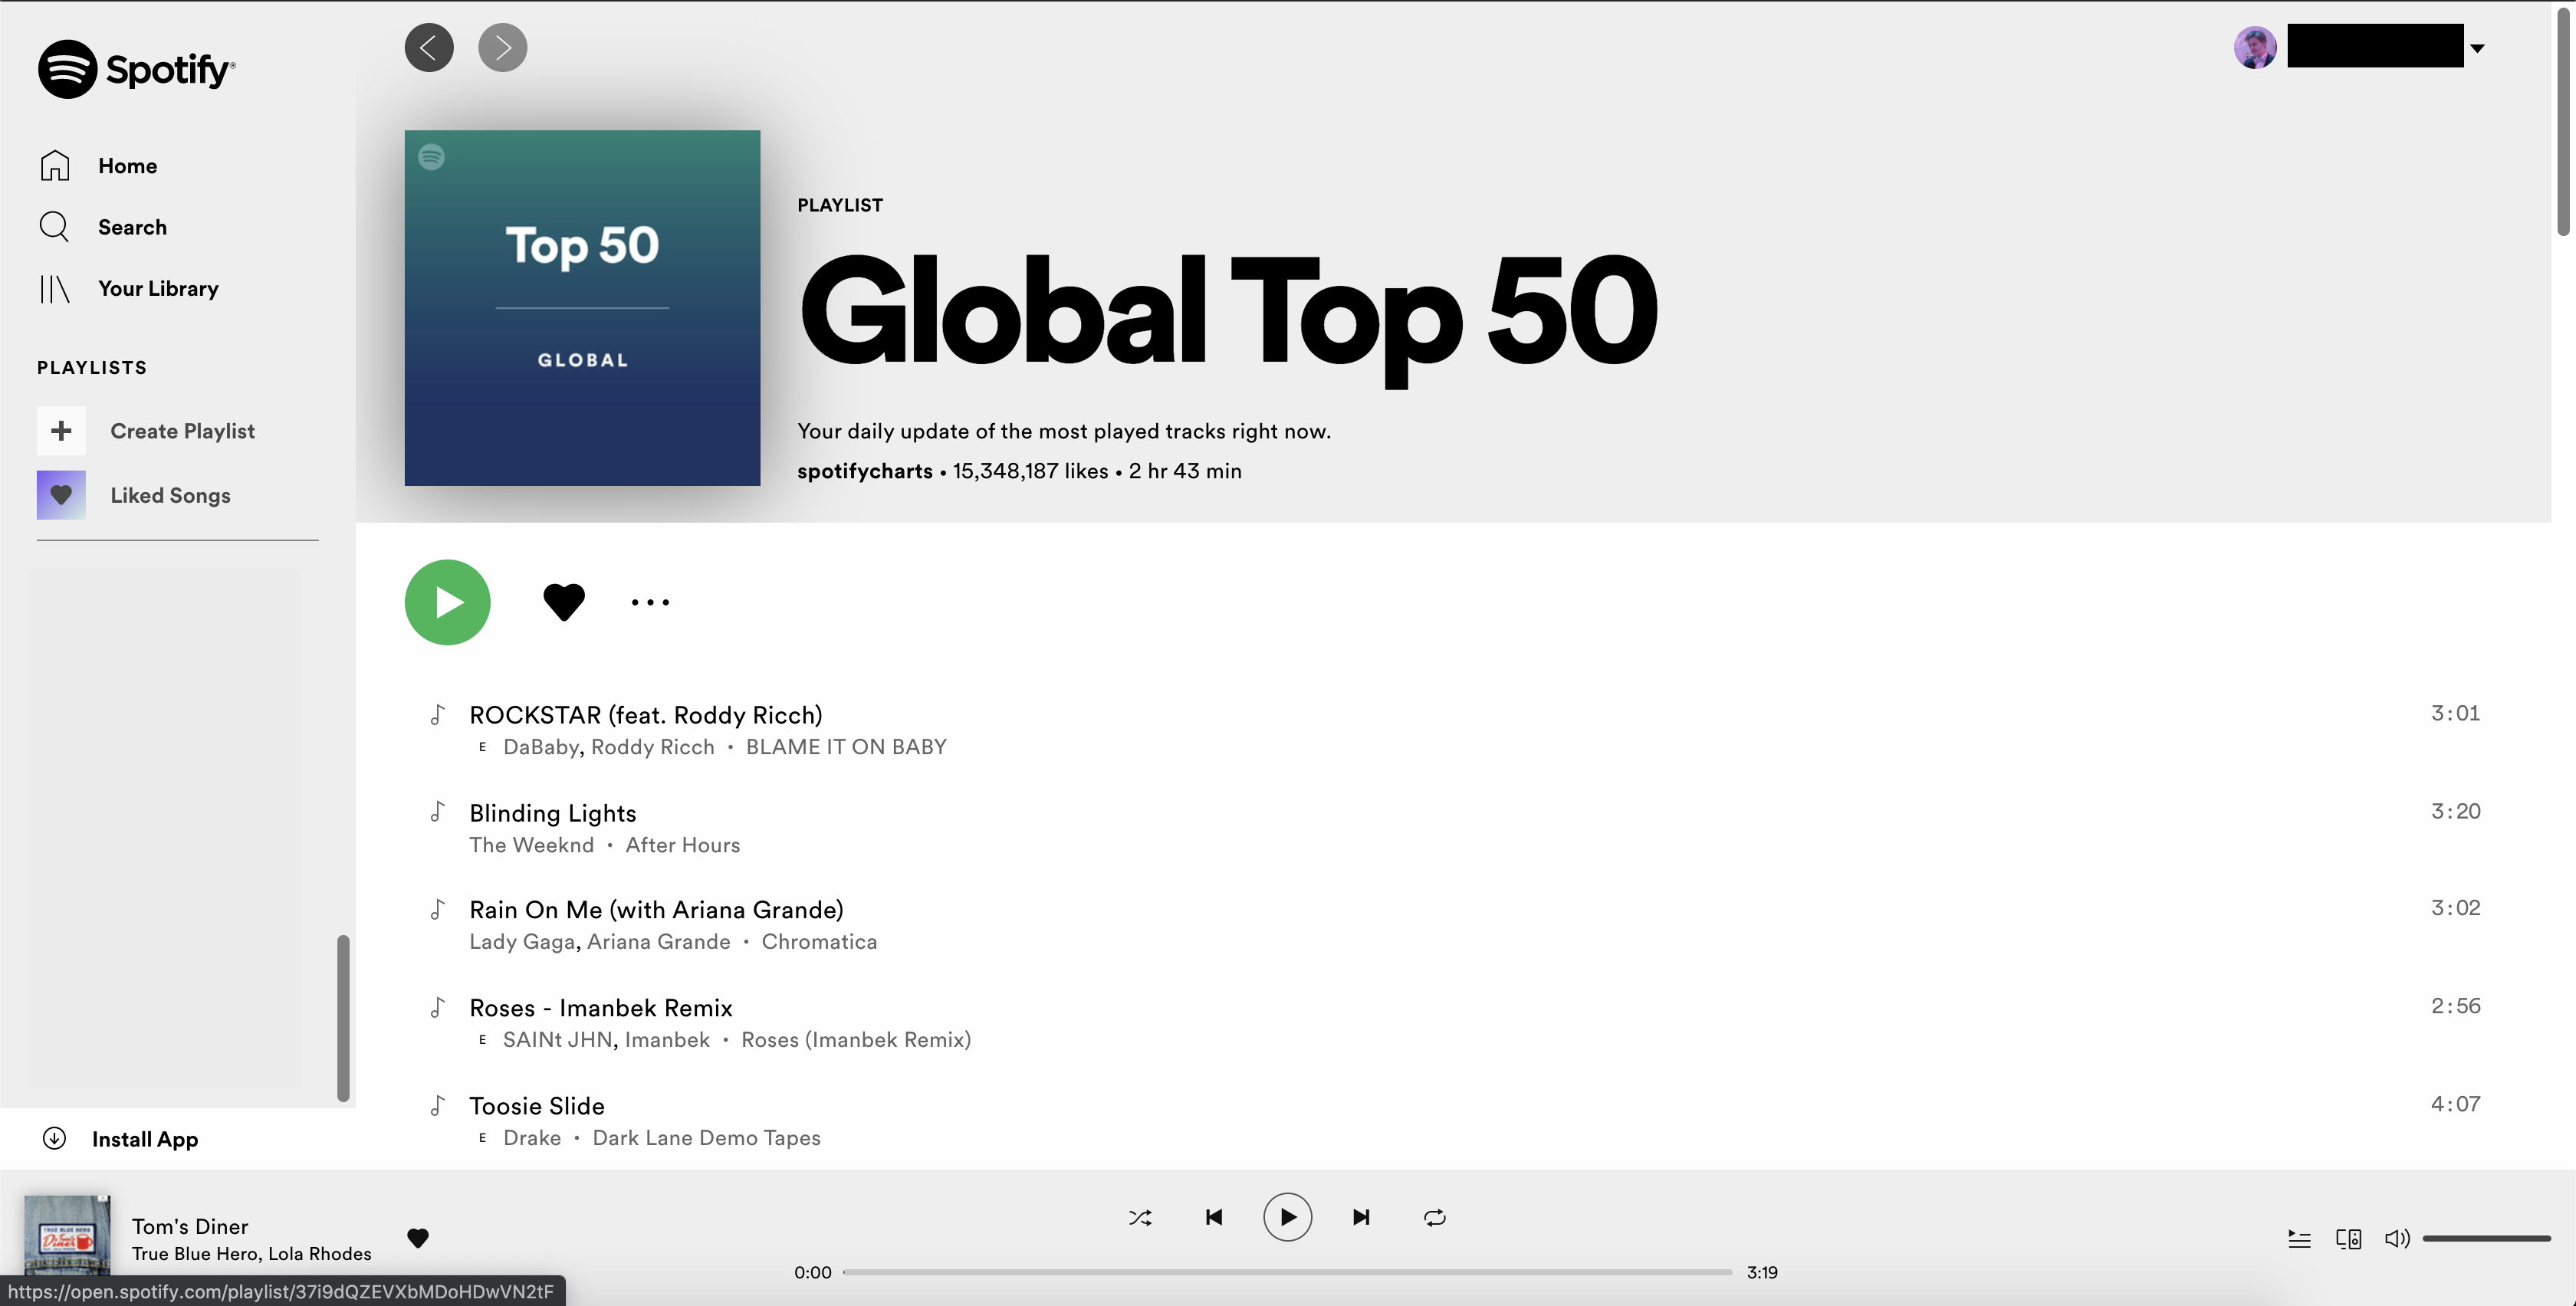 Spotify®
Home
Search
Your Library
PLAYLISTS
Create Playlist
Liked Songs
Install App
Top 50
GLOBAL
PLAYLIST
Global Top 50
Your daily update of the most played tracks right now.
spotifycharts • 15,348,187 likes • 2 hr 43 min
ROCKSTAR (feat. Roddy Ricch) 3:01
E DaBaby, Roddy Ricch • BLAME IT ON BABY
Blinding Lights 3:20
The Weeknd • After Hours
Rain On Me (with Ariana Grande) 3:02
Lady Gaga, Ariana Grande • Chromatica
Roses - Imanbek Remix 2:56
E SAINt JHN, Imanbek • Roses (Imanbek Remix)
Toosie Slide 4:07
E Drake • Dark Lane Demo Tapes
TRUE BLUE HERO
Tom's
Diner
Tom's Diner
True Blue Hero, Lola Rhodes
0:00 3:19
https://open.spotify.com/playlist/37i9dQZEVXbMDoHDwVN2tF